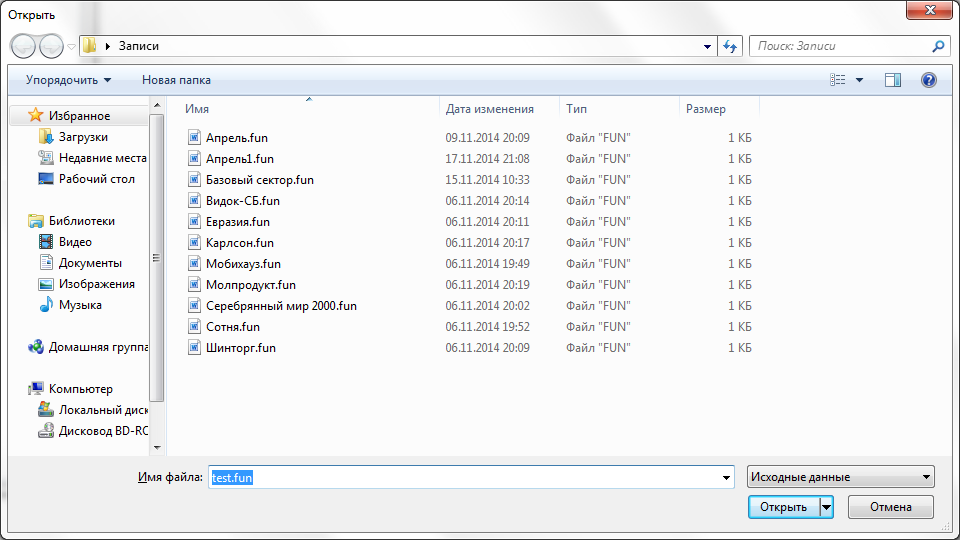 Открыть
Записи
Поиск: Записи
Упорядочить
Новая папка
Имя Дата изменения Тип Размер
Избранное
Загрузки
Недавние места
Рабочий стол
Библиотеки
Видео
Документы
Изображения
Музыка
Домашняя группа
Компьютер
Локальный диск
Дисковод BD-RO
Апрель.fun 09.11.2014 20:09 Файл "FUN" 1 КБ
Апрель1.fun 17.11.2014 21:08 Файл "FUN" 1 КБ
Базовый сектор.fun 15.11.2014 10:33 Файл "FUN" 1 КБ
Видок-СБ.fun 06.11.2014 20:14 Файл "FUN" 1 КБ
Евразия.fun 06.11.2014 20:11 Файл "FUN" 1 КБ
Карлсон.fun 06.11.2014 20:17 Файл "FUN" 1 КБ
Мобихауз.fun 06.11.2014 19:49 Файл "FUN" 1 КБ
Молпродукт.fun 06.11.2014 20:19 Файл "FUN" 1 КБ
Серебрянный мир 2000.fun 06.11.2014 20:02 Файл "FUN" 1 КБ
Сотня.fun 06.11.2014 19:52 Файл "FUN" 1 КБ
Шинторг.fun 06.11.2014 20:09 Файл "FUN" 1 КБ
Имя файла: test.fun
Исходные данные
Открыть
Отмена